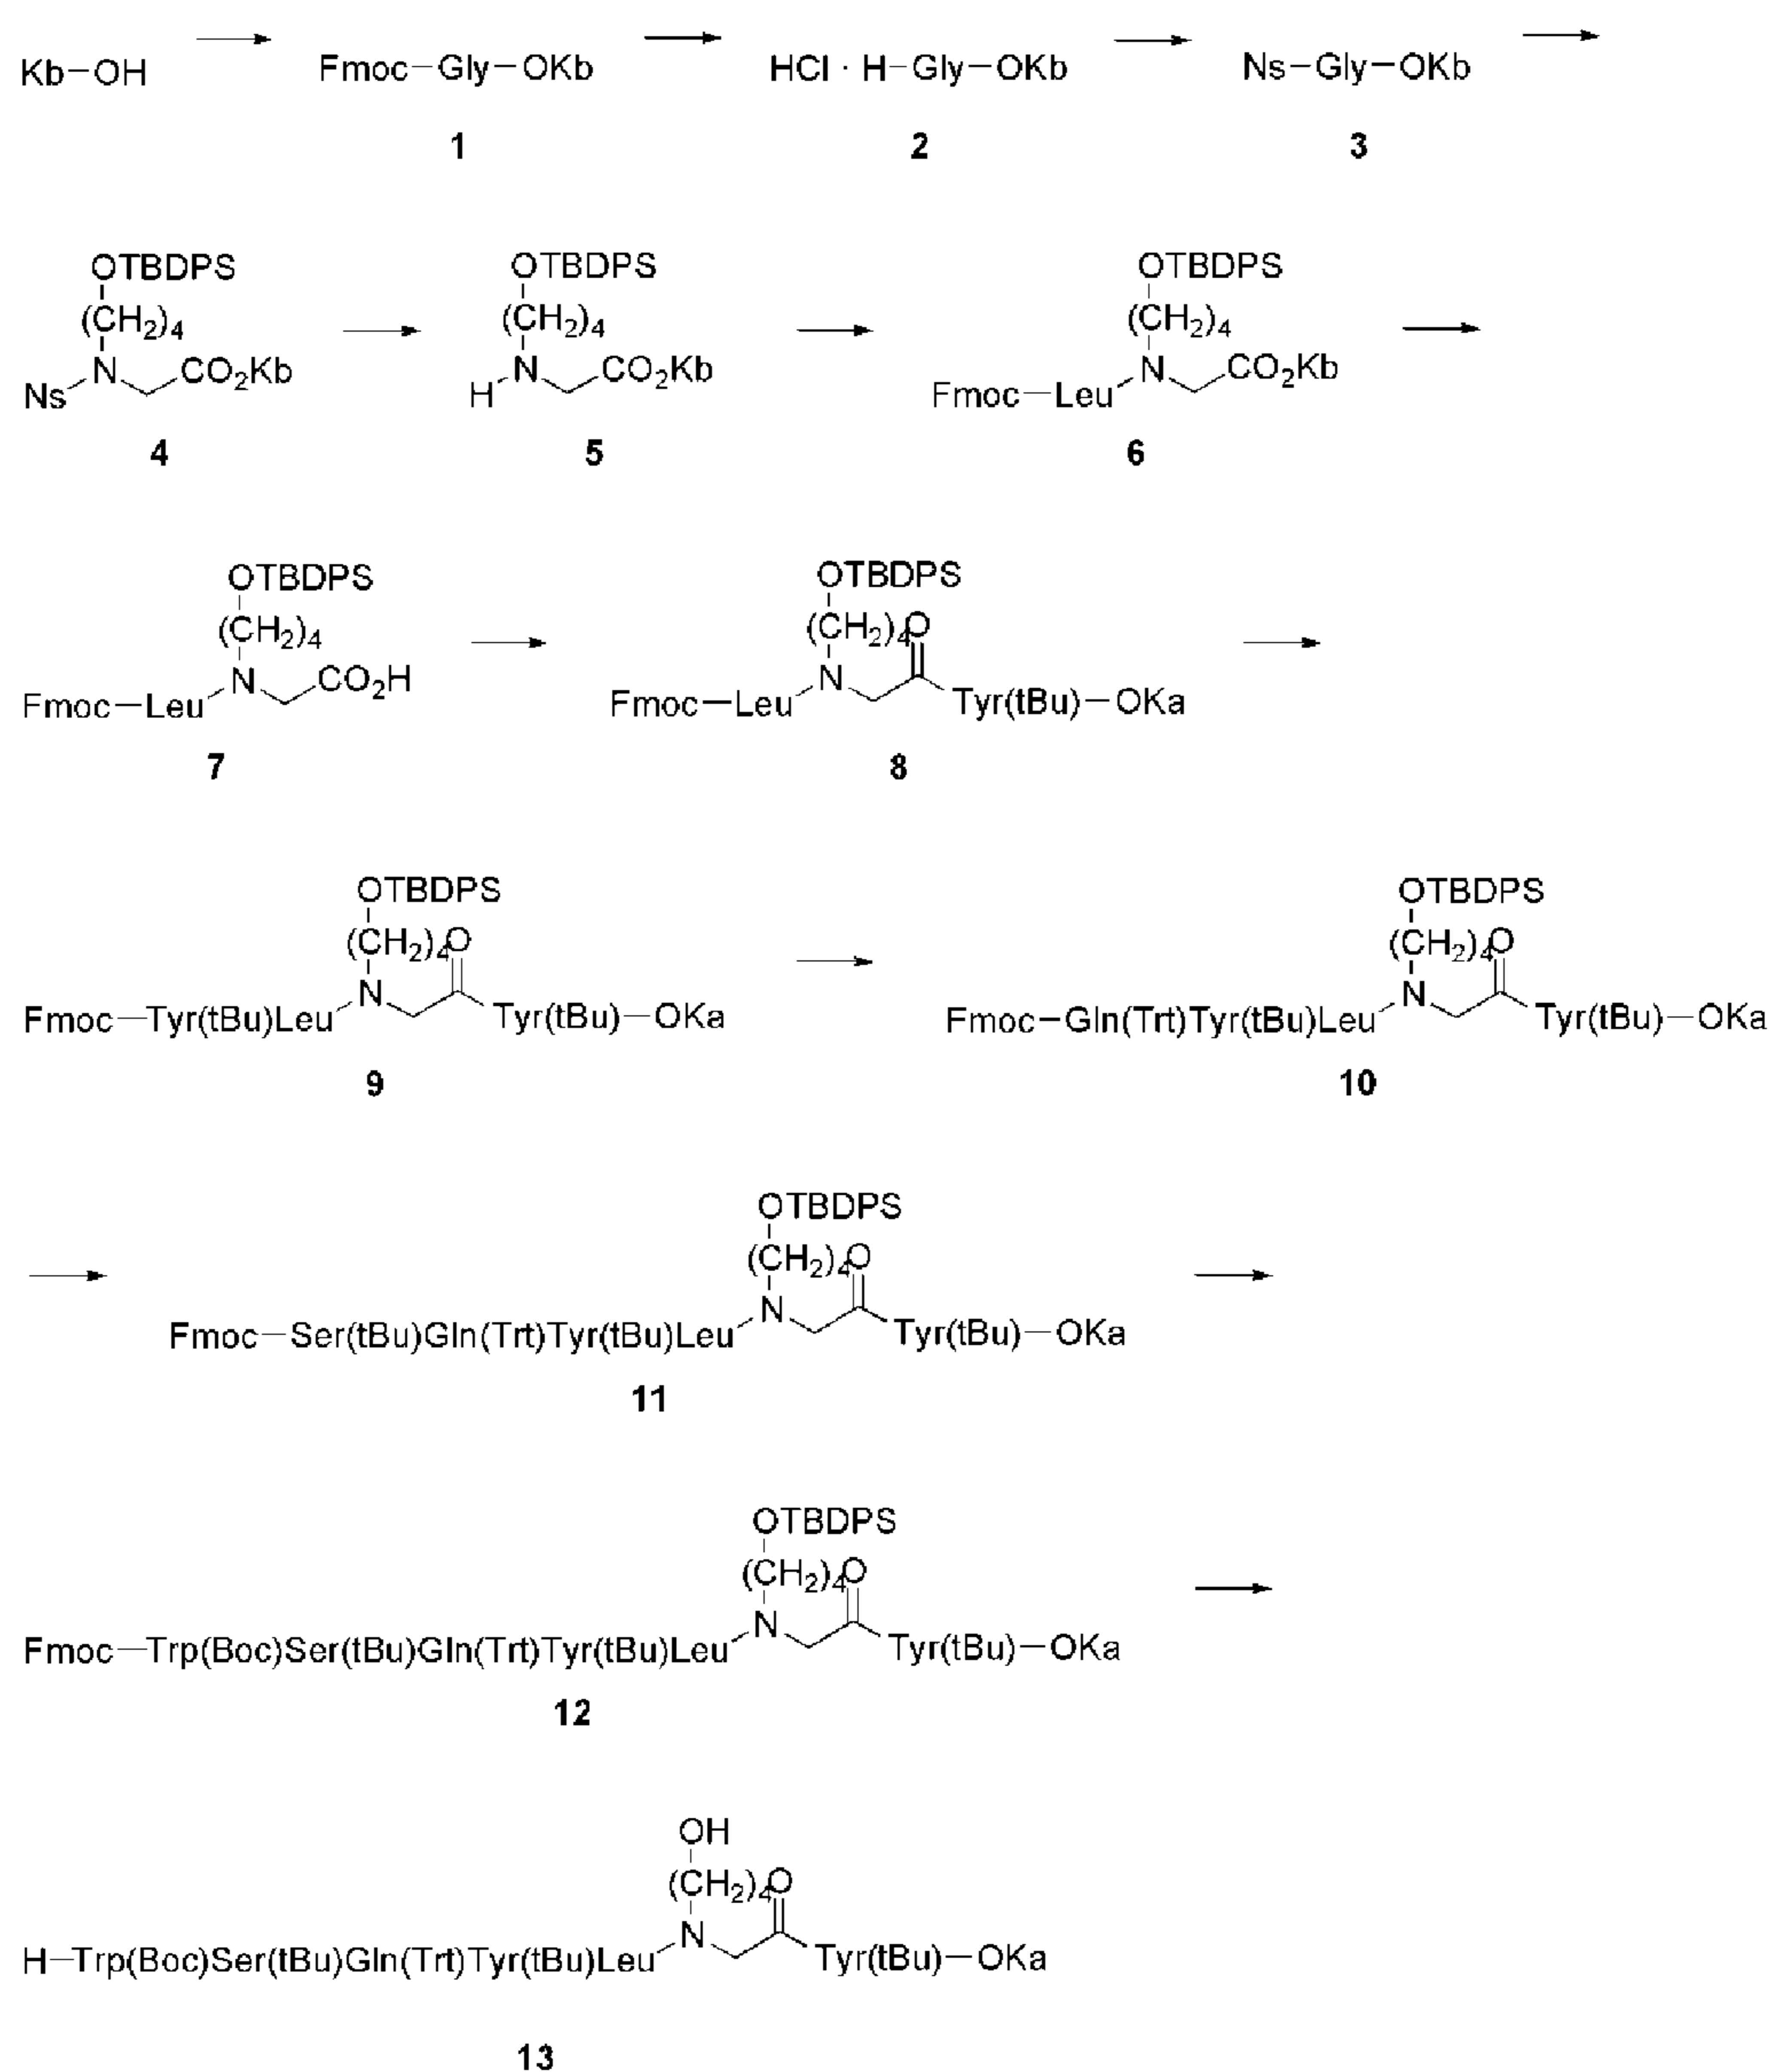 Kb–OH Fmoc–Gly–OKb HCl · H–Gly–OKb Ns–Gly–OKb
1 2 3
OTBDPS OTBDPS OTBDPS
(CH2)4 (CH2)4 (CH2)4
Ns N CO2Kb H N CO2Kb Fmoc–Leu N CO2Kb
4 5 6
OTBDPS OTBDPS
(CH2)4 (CH2)4 O
Fmoc–Leu N CO2H Fmoc–Leu N Tyr(tBu)–OKa
7 8
OTBDPS OTBDPS
(CH2)4 O (CH2)4 O
Fmoc–Tyr(tBu)Leu N Tyr(tBu)–OKa Fmoc–Gln(Trt)Tyr(tBu)Leu N Tyr(tBu)–OKa
9 10
OTBDPS
(CH2)4 O
Fmoc–Ser(tBu)Gln(Trt)Tyr(tBu)Leu N Tyr(tBu)–OKa
11
OTBDPS
(CH2)4 O
Fmoc–Trp(Boc)Ser(tBu)Gln(Trt)Tyr(tBu)Leu N Tyr(tBu)–OKa
12
OH
(CH2)4 O
H–Trp(Boc)Ser(tBu)Gln(Trt)Tyr(tBu)Leu N Tyr(tBu)–OKa
13